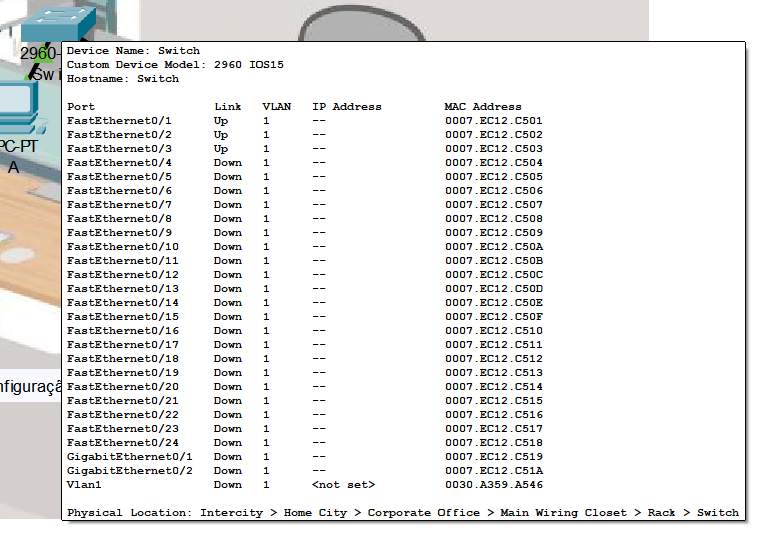 2960-
Sw i
PC-PT
A
nfiguraçã
Device Name: Switch
Custom Device Model: 2960 IOS15
Hostname: Switch
Port Link VLAN IP Address MAC Address
FastEthernet0/1 Up 1 -- 0007.EC12.C501
FastEthernet0/2 Up 1 -- 0007.EC12.C502
FastEthernet0/3 Up 1 -- 0007.EC12.C503
FastEthernet0/4 Down 1 -- 0007.EC12.C504
FastEthernet0/5 Down 1 -- 0007.EC12.C505
FastEthernet0/6 Down 1 -- 0007.EC12.C506
FastEthernet0/7 Down 1 -- 0007.EC12.C507
FastEthernet0/8 Down 1 -- 0007.EC12.C508
FastEthernet0/9 Down 1 -- 0007.EC12.C509
FastEthernet0/10 Down 1 -- 0007.EC12.C50A
FastEthernet0/11 Down 1 -- 0007.EC12.C50B
FastEthernet0/12 Down 1 -- 0007.EC12.C50C
FastEthernet0/13 Down 1 -- 0007.EC12.C50D
FastEthernet0/14 Down 1 -- 0007.EC12.C50E
FastEthernet0/15 Down 1 -- 0007.EC12.C50F
FastEthernet0/16 Down 1 -- 0007.EC12.C510
FastEthernet0/17 Down 1 -- 0007.EC12.C511
FastEthernet0/18 Down 1 -- 0007.EC12.C512
FastEthernet0/19 Down 1 -- 0007.EC12.C513
FastEthernet0/20 Down 1 -- 0007.EC12.C514
FastEthernet0/21 Down 1 -- 0007.EC12.C515
FastEthernet0/22 Down 1 -- 0007.EC12.C516
FastEthernet0/23 Down 1 -- 0007.EC12.C517
FastEthernet0/24 Down 1 -- 0007.EC12.C518
GigabitEthernet0/1 Down 1 -- 0007.EC12.C519
GigabitEthernet0/2 Down 1 -- 0007.EC12.C51A
Vlan1 Down 1 <not set> 0030.A359.A546
Physical Location: Intercity > Home City > Corporate Office > Main Wiring Closet > Rack > Switch